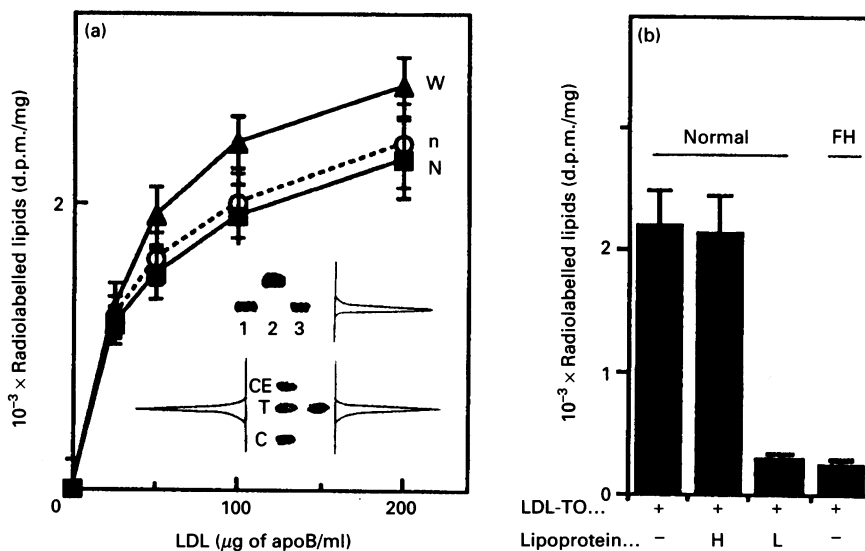 (a)
10⁻³ × Radiolabelled lipids (d.p.m./mg)
W
n
N
2
1 2 3
CE
T
C
0
100
200
LDL (μg of apoB/ml)
(b)
10⁻³ × Radiolabelled lipids (d.p.m./mg)
Normal FH
2
1
0
LDL-TO... + + + +
Lipoprotein... – H L –